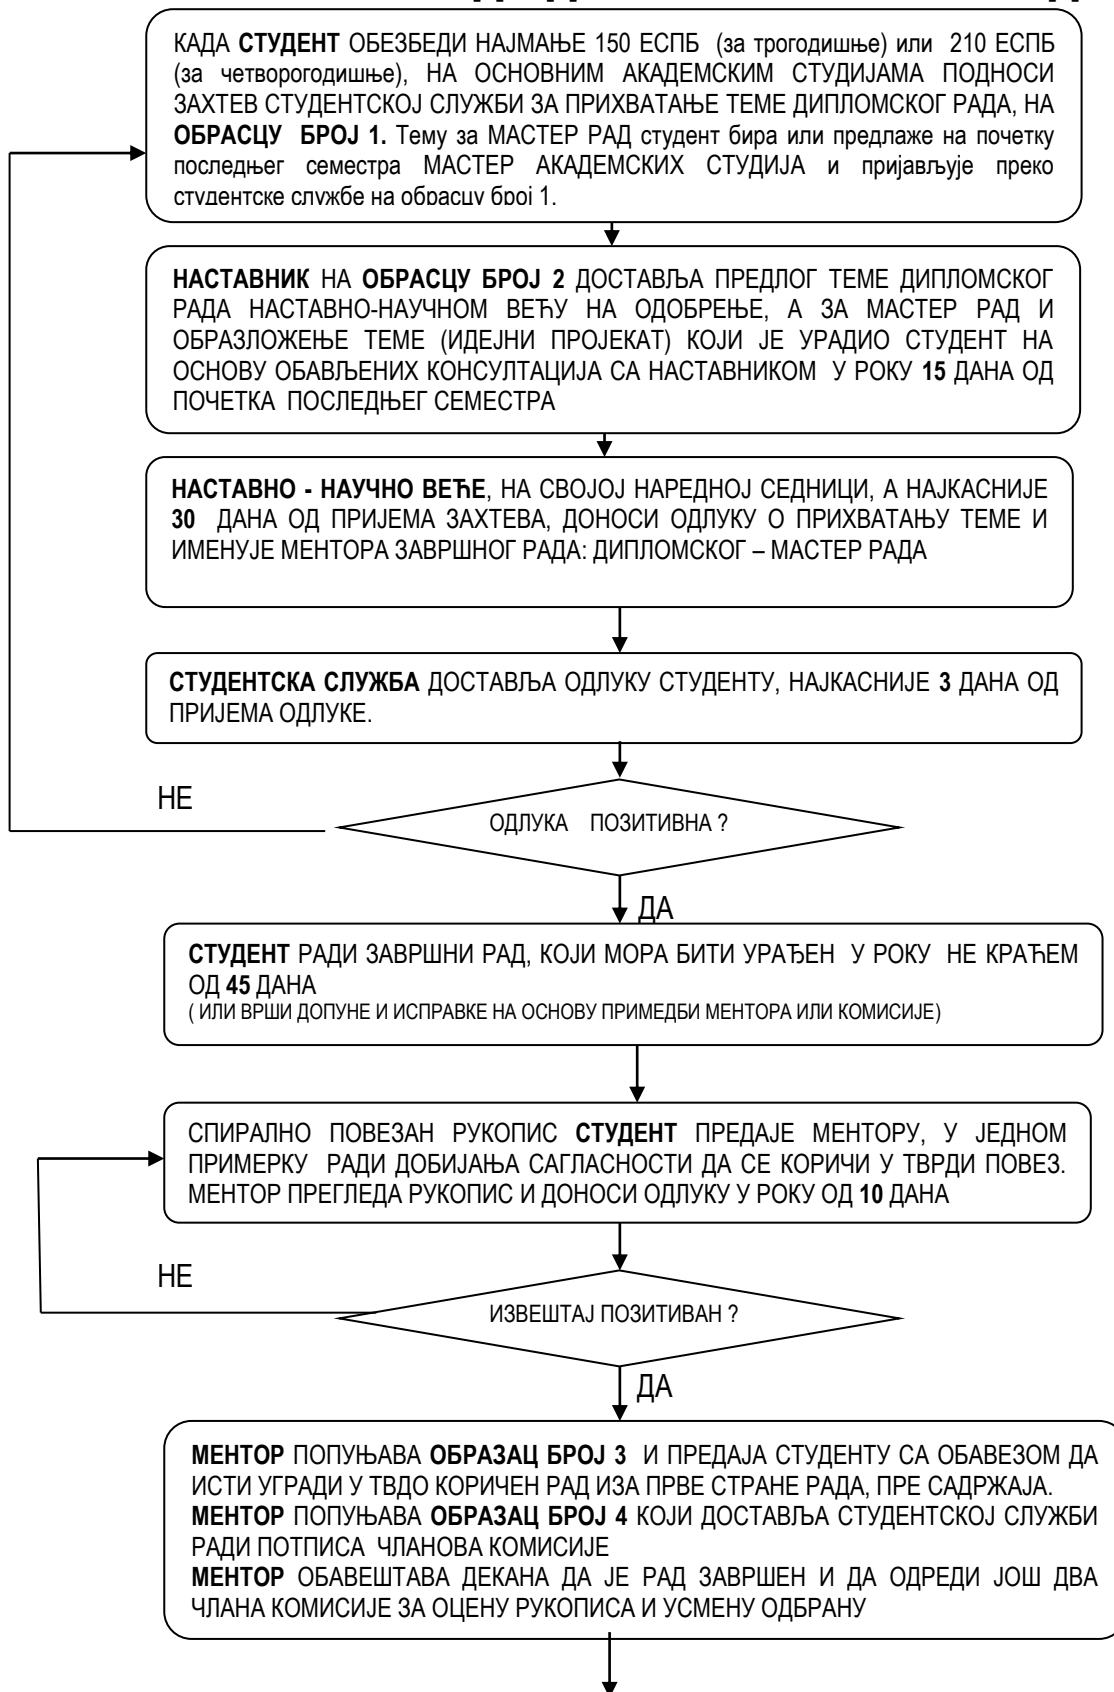 КАДА СТУДЕНТ ОБЕЗБЕДИ НАЈМАЊЕ 150 ЕСПБ (за трогодишње) или 210 ЕСПБ
(за четворогодишње), НА ОСНОВНИМ АКАДЕМСКИМ СТУДИЈАМА ПОДНОСИ
ЗАХТЕВ СТУДЕНТСКОЈ СЛУЖБИ ЗА ПРИХВАТАЊЕ ТЕМЕ ДИПЛОМСКОГ РАДА, НА
ОБРАСЦУ БРОЈ 1. Тему за МАСТЕР РАД студент бира или предлаже на почетку
последњег семестра МАСТЕР АКАДЕМСКИХ СТУДИЈА и пријављује преко
студентске службе на обрасцу број 1.
НАСТАВНИК НА ОБРАСЦУ БРОЈ 2 ДОСТАВЉА ПРЕДЛОГ ТЕМЕ ДИПЛОМСКОГ
РАДА НАСТАВНО-НАУЧНОМ ВЕЋУ НА ОДОБРЕЊЕ, А ЗА МАСТЕР РАД И
ОБРАЗЛОЖЕЊЕ ТЕМЕ (ИДЕЈНИ ПРОЈЕКАТ) КОЈИ ЈЕ УРАДИО СТУДЕНТ НА
ОСНОВУ ОБАВЉЕНИХ КОНСУЛТАЦИЈА СА НАСТАВНИКОМ У РОКУ 15 ДАНА ОД
ПОЧЕТКА ПОСЛЕДЊЕГ СЕМЕСТРА
НАСТАВНО - НАУЧНО ВЕЋЕ, НА СВОЈОЈ НАРЕДНОЈ СЕДНИЦИ, А НАЈКАСНИЈЕ
30 ДАНА ОД ПРИЈЕМА ЗАХТЕВА, ДОНОСИ ОДЛУКУ О ПРИХВАТАЊУ ТЕМЕ И
ИМЕНУЈЕ МЕНТОРА ЗАВРШНОГ РАДА: ДИПЛОМСКОГ – МАСТЕР РАДА
СТУДЕНТСКА СЛУЖБА ДОСТАВЉА ОДЛУКУ СТУДЕНТУ, НАЈКАСНИЈЕ 3 ДАНА ОД
ПРИЈЕМА ОДЛУКЕ.
НЕ
ОДЛУКА ПОЗИТИВНА ?
ДА
СТУДЕНТ РАДИ ЗАВРШНИ РАД, КОЈИ МОРА БИТИ УРАЂЕН У РОКУ НЕ КРАЋЕМ
ОД 45 ДАНА
( ИЛИ ВРШИ ДОПУНЕ И ИСПРАВКЕ НА ОСНОВУ ПРИМЕДБИ МЕНТОРА ИЛИ КОМИСИЈЕ)
СПИРАЛНО ПОВЕЗАН РУКОПИС СТУДЕНТ ПРЕДАЈЕ МЕНТОРУ, У ЈЕДНОМ
ПРИМЕРКУ РАДИ ДОБИЈАЊА САГЛАСНОСТИ ДА СЕ КОРИЧИ У ТВРДИ ПОВЕЗ.
МЕНТОР ПРЕГЛЕДА РУКОПИС И ДОНОСИ ОДЛУКУ У РОКУ ОД 10 ДАНА
НЕ
ИЗВЕШТАЈ ПОЗИТИВАН ?
ДА
МЕНТОР ПОПУЊАВА ОБРАЗАЦ БРОЈ 3 И ПРЕДАЈА СТУДЕНТУ СА ОБАВЕЗОМ ДА
ИСТИ УГРАДИ У ТВДО КОРИЧЕН РАД ИЗА ПРВЕ СТРАНЕ РАДА, ПРЕ САДРЖАЈА.
МЕНТОР ПОПУЊАВА ОБРАЗАЦ БРОЈ 4 КОЈИ ДОСТАВЉА СТУДЕНТСКОЈ СЛУЖБИ
РАДИ ПОТПИСА ЧЛАНОВА КОМИСИЈЕ
МЕНТОР ОБАВЕШТАВА ДЕКАНА ДА ЈЕ РАД ЗАВРШЕН И ДА ОДРЕДИ ЈОШ ДВА
ЧЛАНА КОМИСИЈЕ ЗА ОЦЕНУ РУКОПИСА И УСМЕНУ ОДБРАНУ